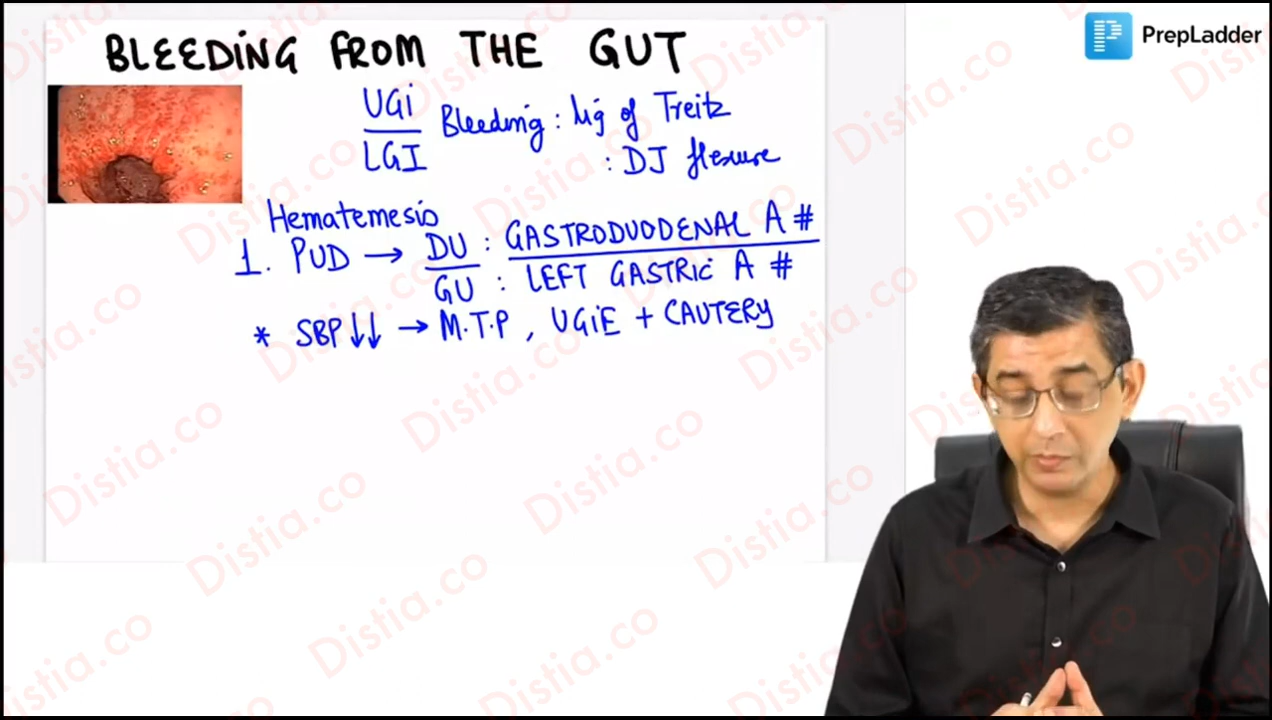 BLEEDING FROM THE GUT
PrepLadder
UGI
LGI
Bleeding : lig of Treitz
: DJ flexure
Hematemesis
1. PUD → DU : GASTRODUODENAL A #
GU : LEFT GASTRIC A #
* SBP ↓↓ → M.T.P , UGIE + CAUTERY
Distia.co